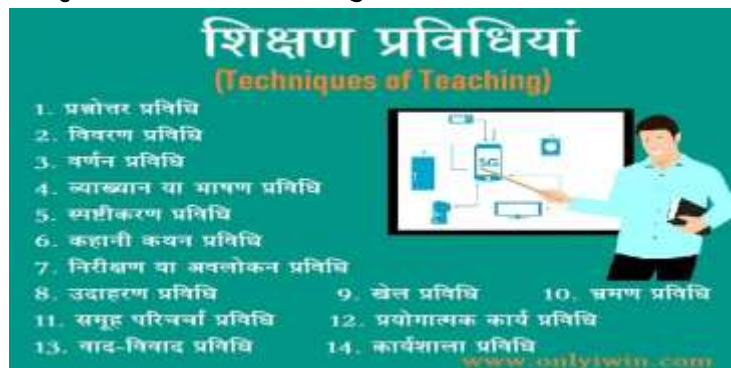 शिक्षण प्रविधियां
(Techniques of Teaching)
1. प्रश्नोत्तर प्रविधि
2. विवरण प्रविधि
3. वर्णन प्रविधि
4. व्याख्यान या भाषण प्रविधि
5. स्पष्टीकरण प्रविधि
5G
6. कहानी कथन प्रविधि
7. निरीक्षण या अवलोकन प्रविधि
8. उदाहरण प्रविधि 9. खेल प्रविधि 10. भ्रमण प्रविधि
11. समूह परिचर्चा प्रविधि 12. प्रयोगात्मक कार्य प्रविधि
13. वाद-विवाद प्रविधि 14. कार्यशाला प्रविधि
www.onlyiwin.com